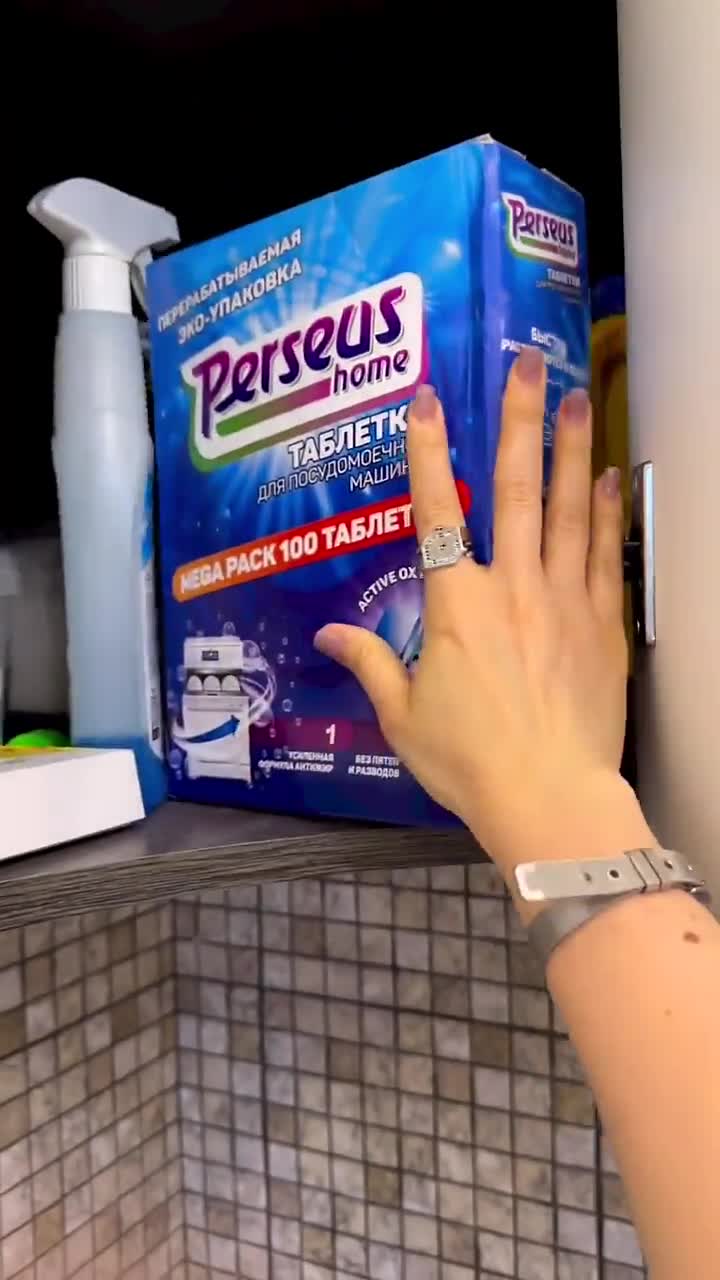 ПЕРЕРАБАТЫВАЕМАЯ
ЭКО-УПАКОВКА
Perseus
home
ТАБЛЕТК
ДЛЯ ПОСУДОМОЕЧН
МАШИН
MEGA PACK 100 ТАБЛЕТ
ACTIVE OX
1
УСИЛЕННАЯ
ФОРМУЛА АНТИЖИР
БЕЗ ПЯТЕН
И РАЗВОДОВ
Perseus
home
ТАБЛЕТКИ
БЫСТ